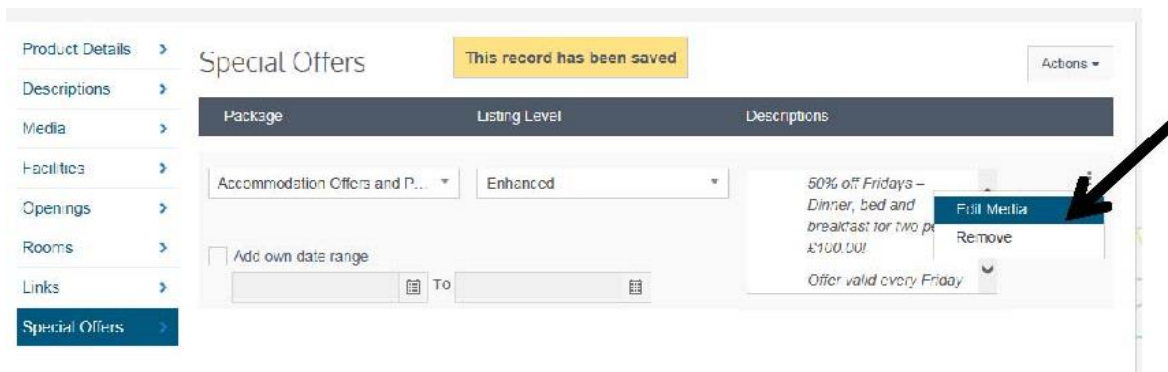 Product Details
Descriptions
Media
Facilities
Openings
Rooms
Links
Special Offers
Special Offers
This record has been saved
Actions
Package
Listing Level
Descriptions
Accommodation Offers and P...
Enhanced
50% off Fridays –
Dinner, bed and
breakfast for two pe
£100.00!
Offer valid every Friday
Edit Media
Remove
Add own date range
To